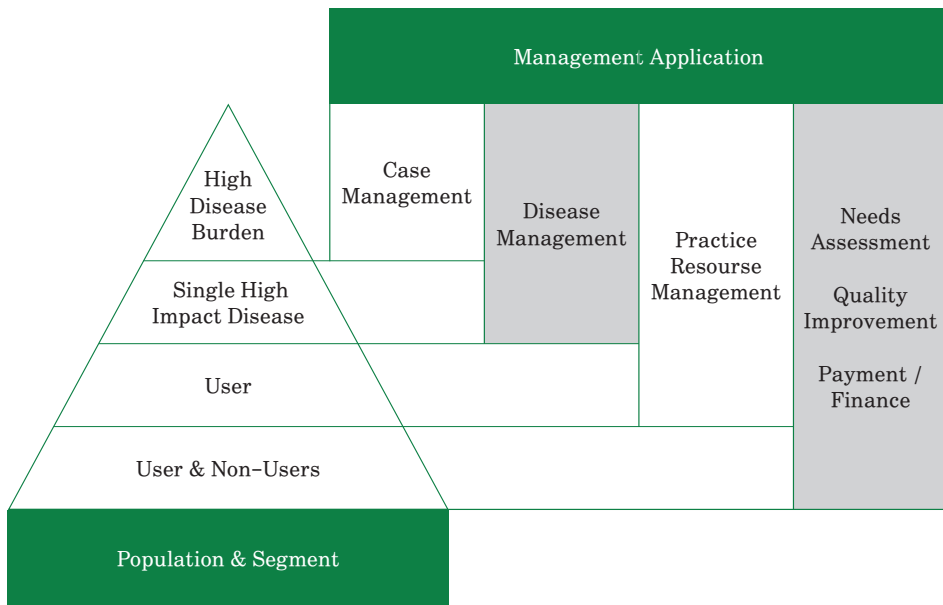 Management Application
High
Disease
Burden
Case
Management
Disease
Management
Practice
Resourse
Management
Needs
Assessment
Quality
Improvement
Payment /
Finance
Single High
Impact Disease
User
User & Non-Users
Population & Segment